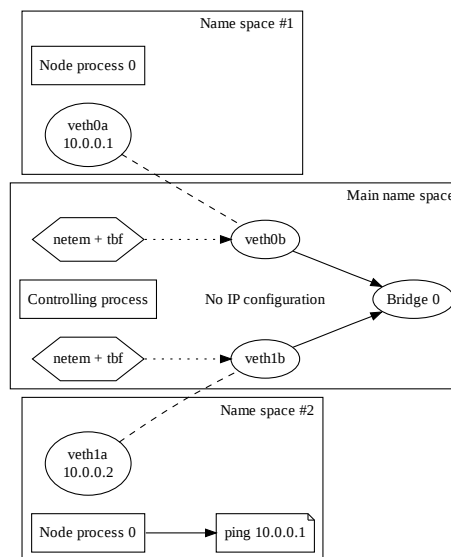 Name space #1
Node process 0
veth0a
10.0.0.1
Main name space
netem + tbf
veth0b
Controlling process
No IP configuration
Bridge 0
netem + tbf
veth1b
Name space #2
veth1a
10.0.0.2
Node process 0
ping 10.0.0.1